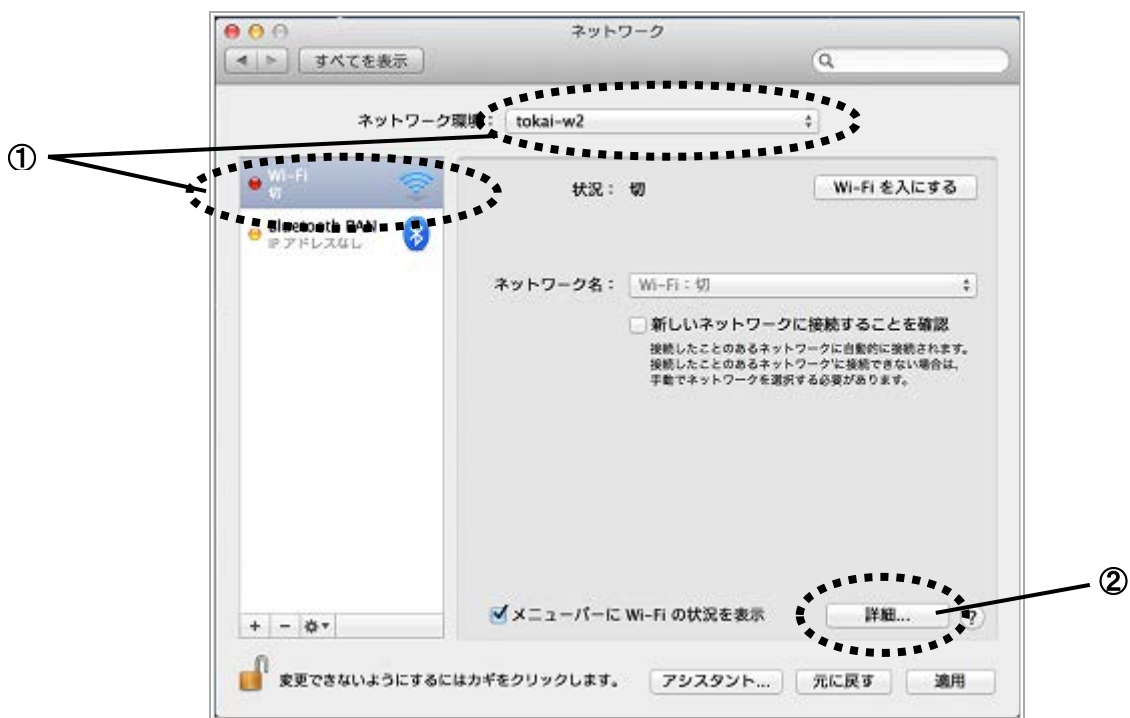 ネットワーク
すべてを表示
ネットワーク環境： tokai-w2
①
Wi-Fi
切
Bluetooth PAN
IP アドレスなし
状況： 切
Wi-Fi を入にする
ネットワーク名： Wi-Fi：切
新しいネットワークに接続することを確認
接続したことのあるネットワークに自動的に接続されます。
接続したことのあるネットワークに接続できない場合は、
手動でネットワークを選択する必要があります。
②
メニューバーに Wi-Fi の状況を表示
詳細...
?
+ −
変更できないようにするにはカギをクリックします。
アシスタント...
元に戻す
適用